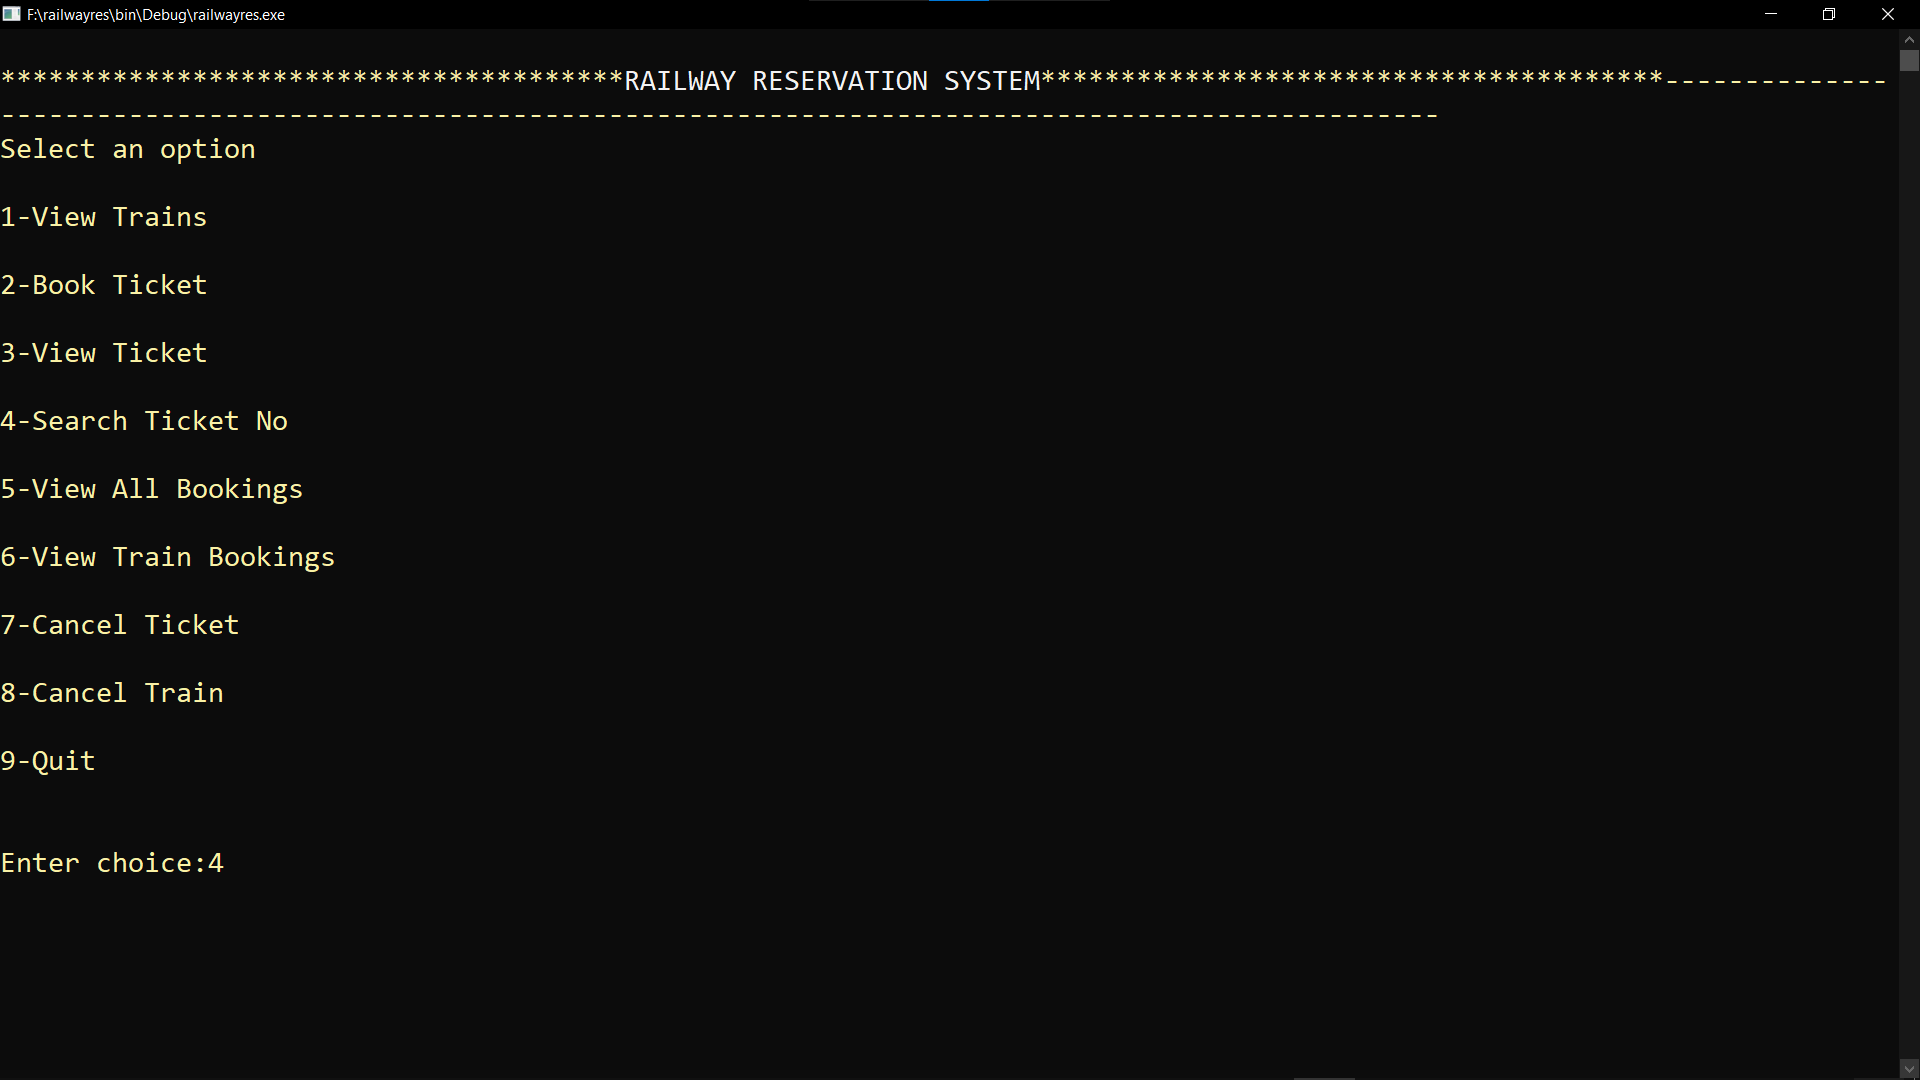 F:\railwayres\bin\Debug\railwayres.exe
***************************************RAILWAY RESERVATION SYSTEM***************************************--------------
------------------------------------------------------------------------------------------
Select an option
1-View Trains
2-Book Ticket
3-View Ticket
4-Search Ticket No
5-View All Bookings
6-View Train Bookings
7-Cancel Ticket
8-Cancel Train
9-Quit
Enter choice:4